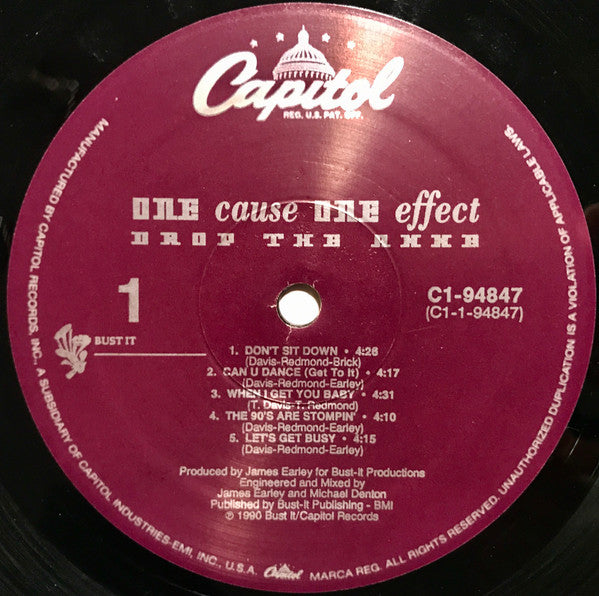 Capitol
REG. U.S. PAT. OFF.
ONE cause ONE effect
DROP THE AXXE
1
C1-94847
(C1-1-94847)
BUST IT
1. DON'T SIT DOWN • 4:26
(Davis-Redmond-Brick)
2. CAN U DANCE (Get To It) • 4:17
(Davis-Redmond-Earley)
3. WHEN I GET YOU BABY • 4:31
(T. Davis-T. Redmond)
4. THE 90'S ARE STOMPIN' • 4:10
(Davis-Redmond-Earley)
5. LET'S GET BUSY • 4:15
(Davis-Redmond-Earley)
Produced by James Earley for Bust-It Productions
Engineered and Mixed by
James Earley and Michael Denton
Published by Bust-It Publishing - BMI
℗ 1990 Bust It/Capitol Records
MANUFACTURED BY CAPITOL RECORDS, INC., A SUBSIDIARY OF CAPITOL INDUSTRIES-EMI, INC., U.S.A. Capitol MARCA REG. ALL RIGHTS RESERVED. UNAUTHORIZED DUPLICATION IS A VIOLATION OF APPLICABLE LAWS.